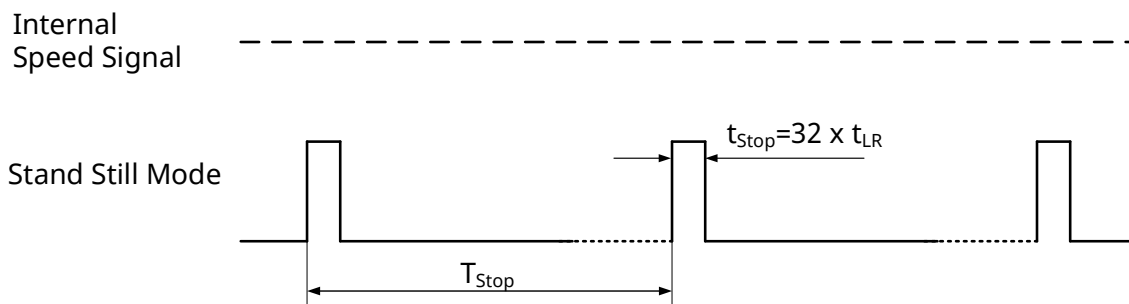 Internal
Speed Signal
tStop=32 x tLR
Stand Still Mode
TStop